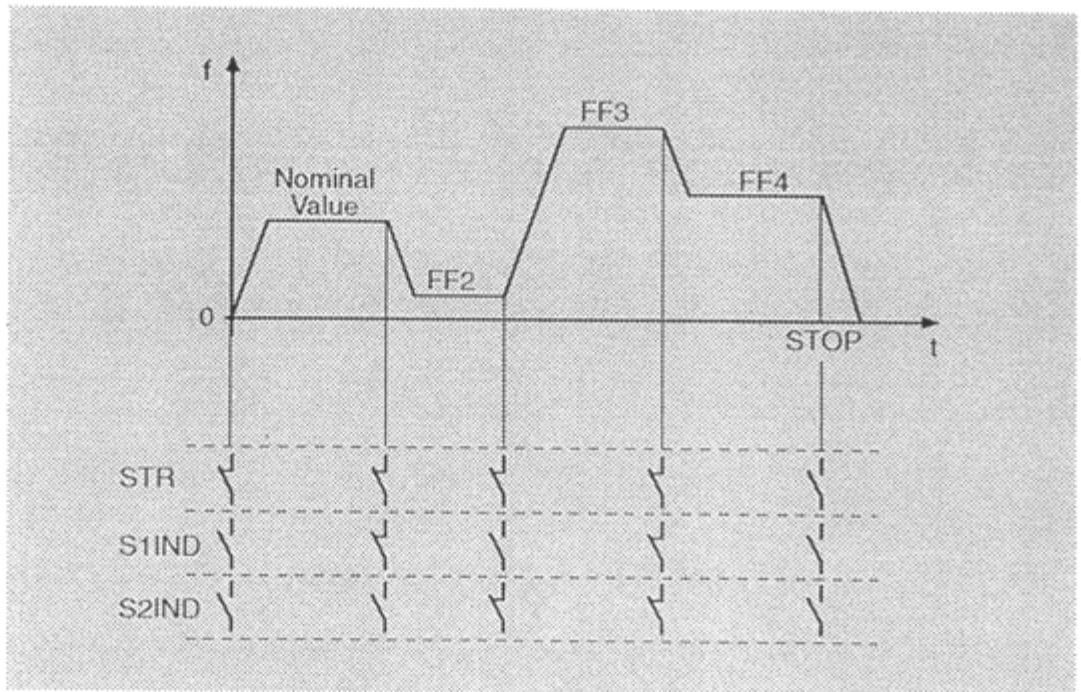 f
FF3
Nominal
Value
FF4
FF2
0
STOP
t
STR
S1IND
S2IND